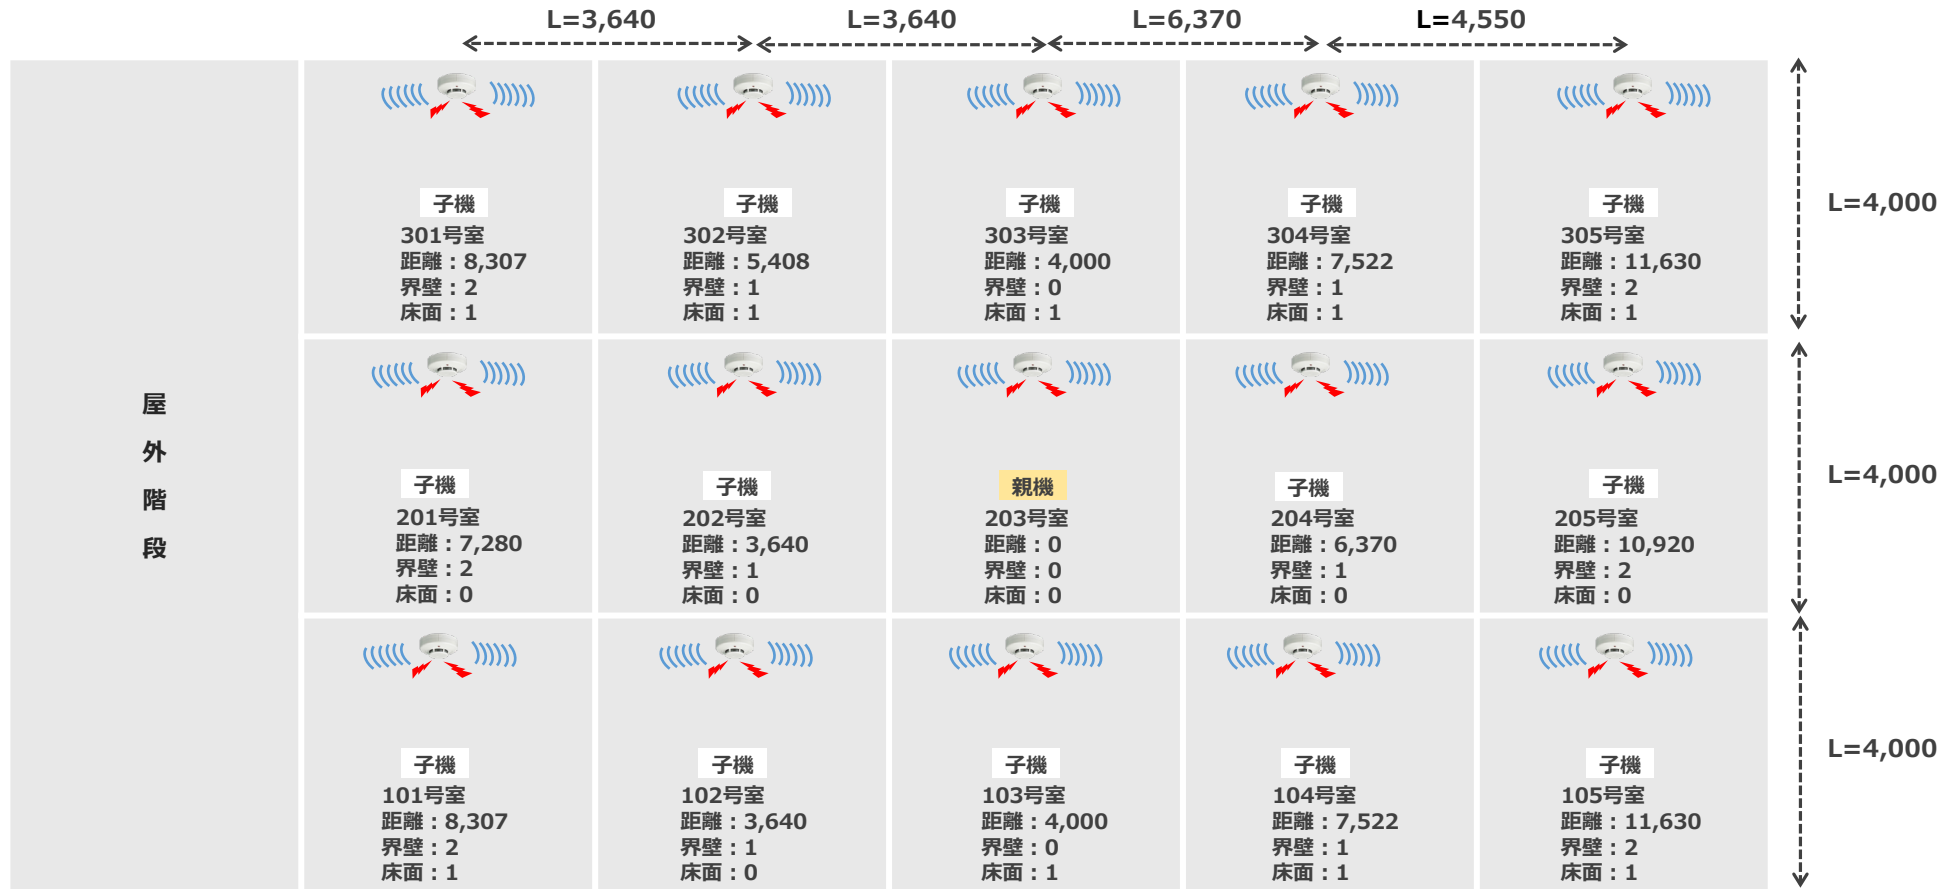 L=3,640
L=3,640
L=6,370
L=4,550
子機
301号室
距離：8,307
界壁：2
床面：1
子機
302号室
距離：5,408
界壁：1
床面：1
子機
303号室
距離：4,000
界壁：0
床面：1
子機
304号室
距離：7,522
界壁：1
床面：1
子機
305号室
距離：11,630
界壁：2
床面：1
L=4,000
屋
外
階
段
子機
201号室
距離：7,280
界壁：2
床面：0
子機
202号室
距離：3,640
界壁：1
床面：0
親機
203号室
距離：0
界壁：0
床面：0
子機
204号室
距離：6,370
界壁：1
床面：0
子機
205号室
距離：10,920
界壁：2
床面：0
L=4,000
子機
101号室
距離：8,307
界壁：2
床面：1
子機
102号室
距離：3,640
界壁：1
床面：0
子機
103号室
距離：4,000
界壁：0
床面：1
子機
104号室
距離：7,522
界壁：1
床面：1
子機
105号室
距離：11,630
界壁：2
床面：1
L=4,000